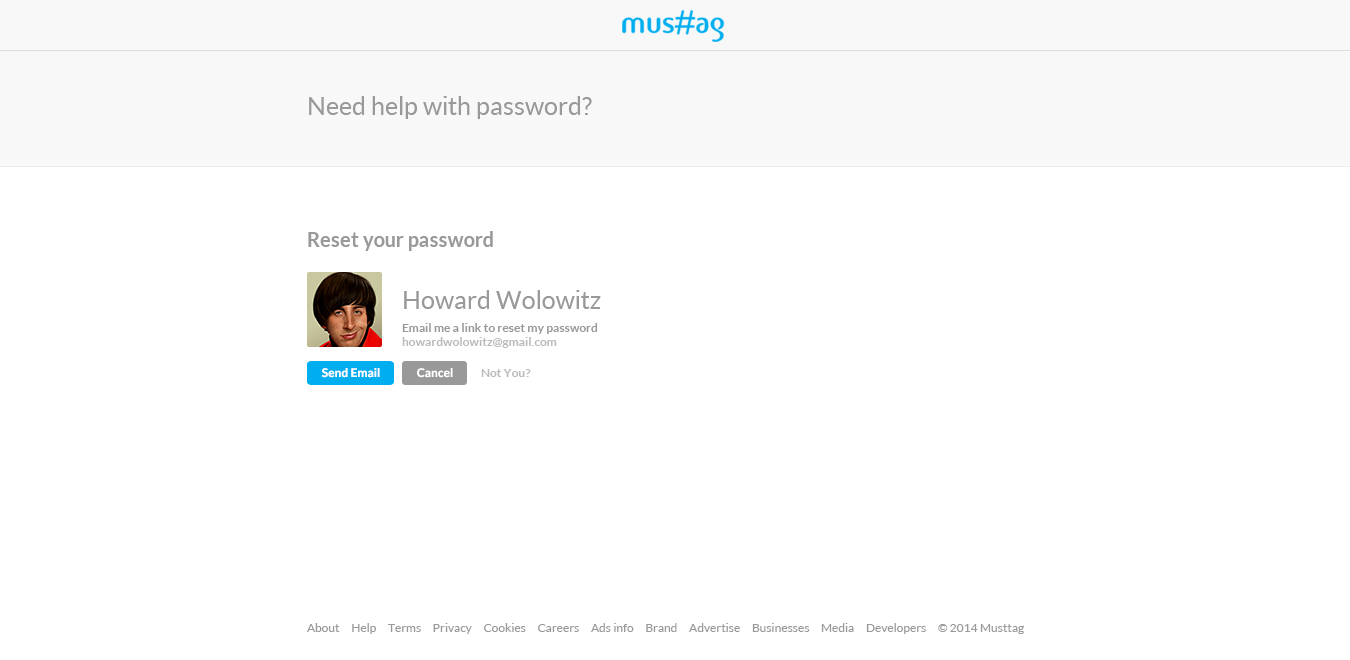 mus#ag
Need help with password?
Reset your password
Howard Wolowitz
Email me a link to reset my password
howardwolowitz@gmail.com
Send Email Cancel Not You?
About Help Terms Privacy Cookies Careers Ads info Brand Advertise Businesses Media Developers © 2014 Musttag